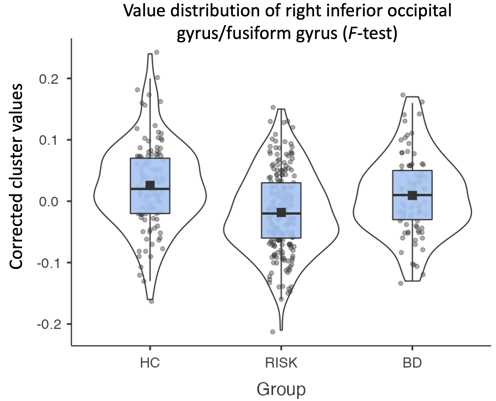 Value distribution of right inferior occipital
gyrus/fusiform gyrus (F-test)
Corrected cluster values
0.2
0.1
0.0
-0.1
-0.2
HC
RISK
BD
Group